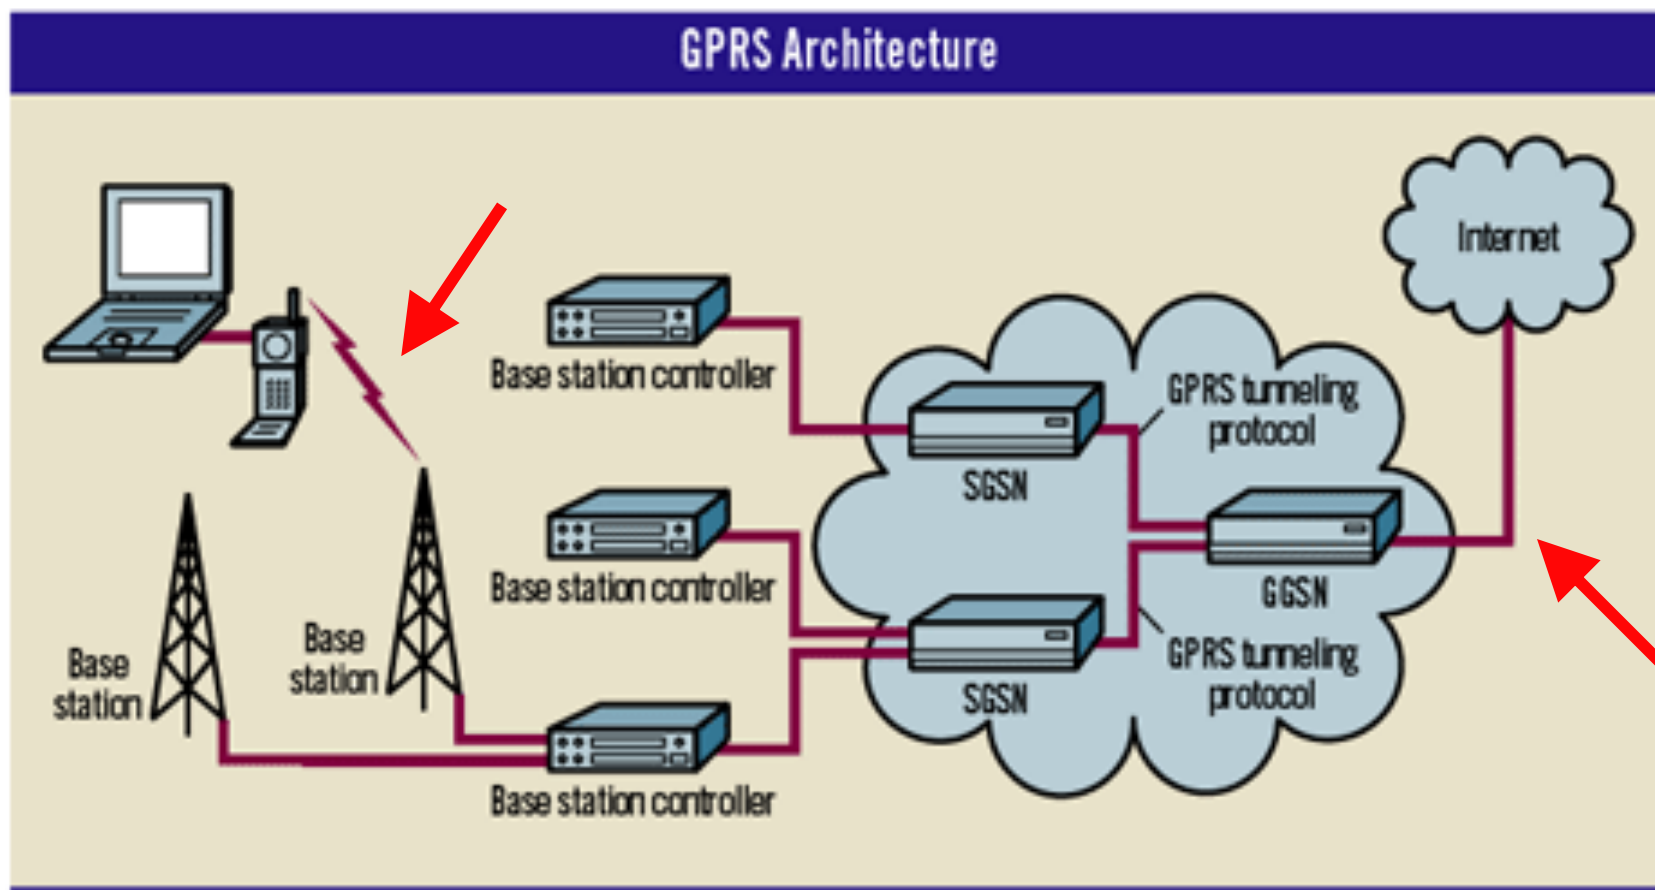 GPRS Architecture
Internet
Base station controller
GPRS tunneling
protocol
SGSN
Base station controller
GGSN
Base
station
Base
station
GPRS tunneling
protocol
SGSN
Base station controller